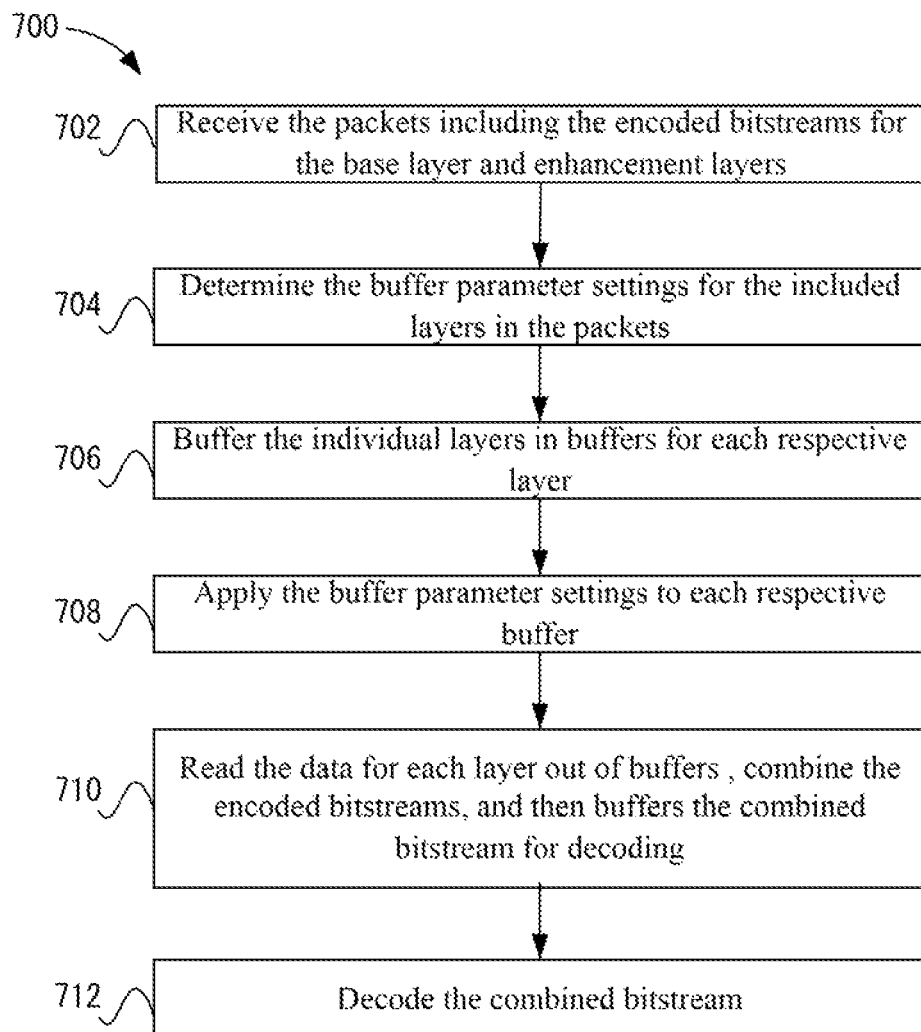 700
702
Receive the packets including the encoded bitstreams for
the base layer and enhancement layers
704
Determine the buffer parameter settings for the included
layers in the packets
706
Buffer the individual layers in buffers for each respective
layer
708
Apply the buffer parameter settings to each respective
buffer
710
Read the data for each layer out of buffers , combine the
encoded bitstreams, and then buffers the combined
bitstream for decoding
712
Decode the combined bitstream